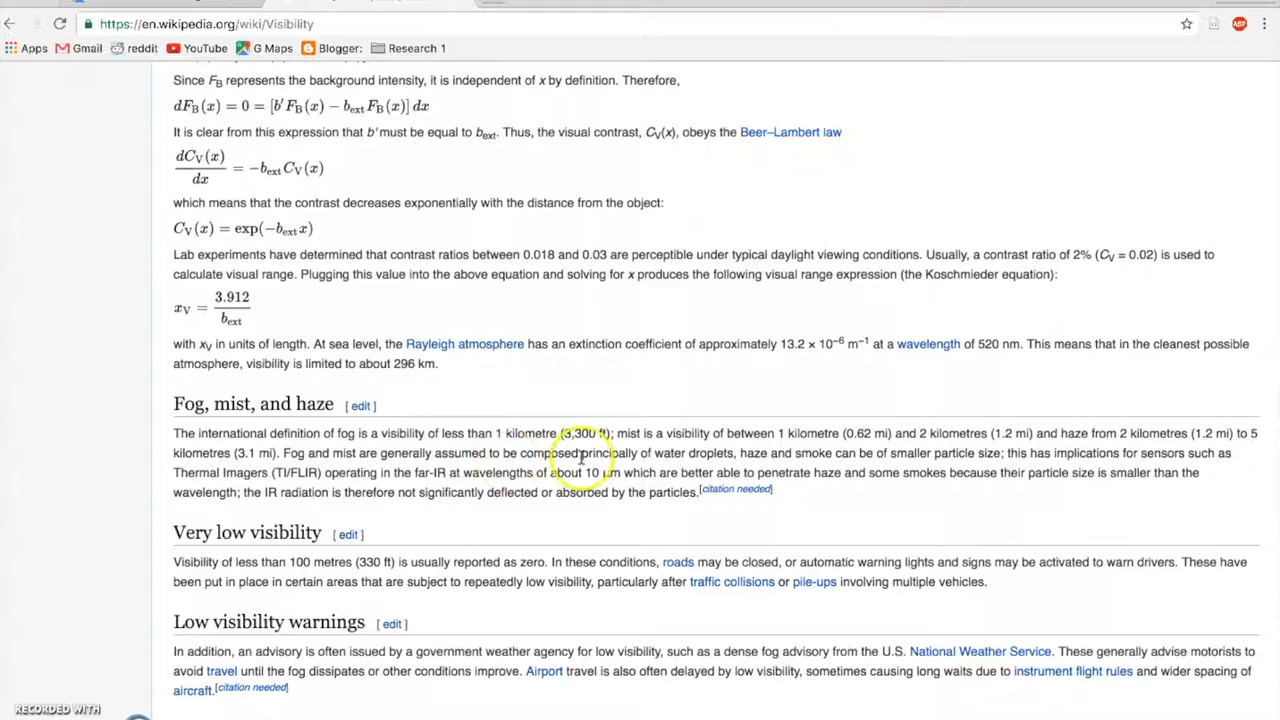 https://en.wikipedia.org/wiki/Visibility
ABP
Apps Gmail reddit YouTube G Maps Blogger: Research 1
Since FB represents the background intensity, it is independent of x by definition. Therefore,
dFB(x) = 0 = [b′FB(x) − bext FB(x)] dx
It is clear from this expression that b′ must be equal to bext. Thus, the visual contrast, CV(x), obeys the Beer–Lambert law
dCV(x)
dx
= −bext CV(x)
which means that the contrast decreases exponentially with the distance from the object:
CV(x) = exp(−bext x)
Lab experiments have determined that contrast ratios between 0.018 and 0.03 are perceptible under typical daylight viewing conditions. Usually, a contrast ratio of 2% (CV = 0.02) is used to
calculate visual range. Plugging this value into the above equation and solving for x produces the following visual range expression (the Koschmieder equation):
xV = 3.912
bext
with xV in units of length. At sea level, the Rayleigh atmosphere has an extinction coefficient of approximately 13.2 × 10−6 m−1 at a wavelength of 520 nm. This means that in the cleanest possible
atmosphere, visibility is limited to about 296 km.
Fog, mist, and haze [ edit ]
The international definition of fog is a visibility of less than 1 kilometre (3,300 ft); mist is a visibility of between 1 kilometre (0.62 mi) and 2 kilometres (1.2 mi) and haze from 2 kilometres (1.2 mi) to 5
kilometres (3.1 mi). Fog and mist are generally assumed to be composed principally of water droplets, haze and smoke can be of smaller particle size; this has implications for sensors such as
Thermal Imagers (TI/FLIR) operating in the far-IR at wavelengths of about 10 μm which are better able to penetrate haze and some smokes because their particle size is smaller than the
wavelength; the IR radiation is therefore not significantly deflected or absorbed by the particles.[citation needed]
Very low visibility [ edit ]
Visibility of less than 100 metres (330 ft) is usually reported as zero. In these conditions, roads may be closed, or automatic warning lights and signs may be activated to warn drivers. These have
been put in place in certain areas that are subject to repeatedly low visibility, particularly after traffic collisions or pile-ups involving multiple vehicles.
Low visibility warnings [ edit ]
In addition, an advisory is often issued by a government weather agency for low visibility, such as a dense fog advisory from the U.S. National Weather Service. These generally advise motorists to
avoid travel until the fog dissipates or other conditions improve. Airport travel is also often delayed by low visibility, sometimes causing long waits due to instrument flight rules and wider spacing of
aircraft.[citation needed]
RECORDED WITH